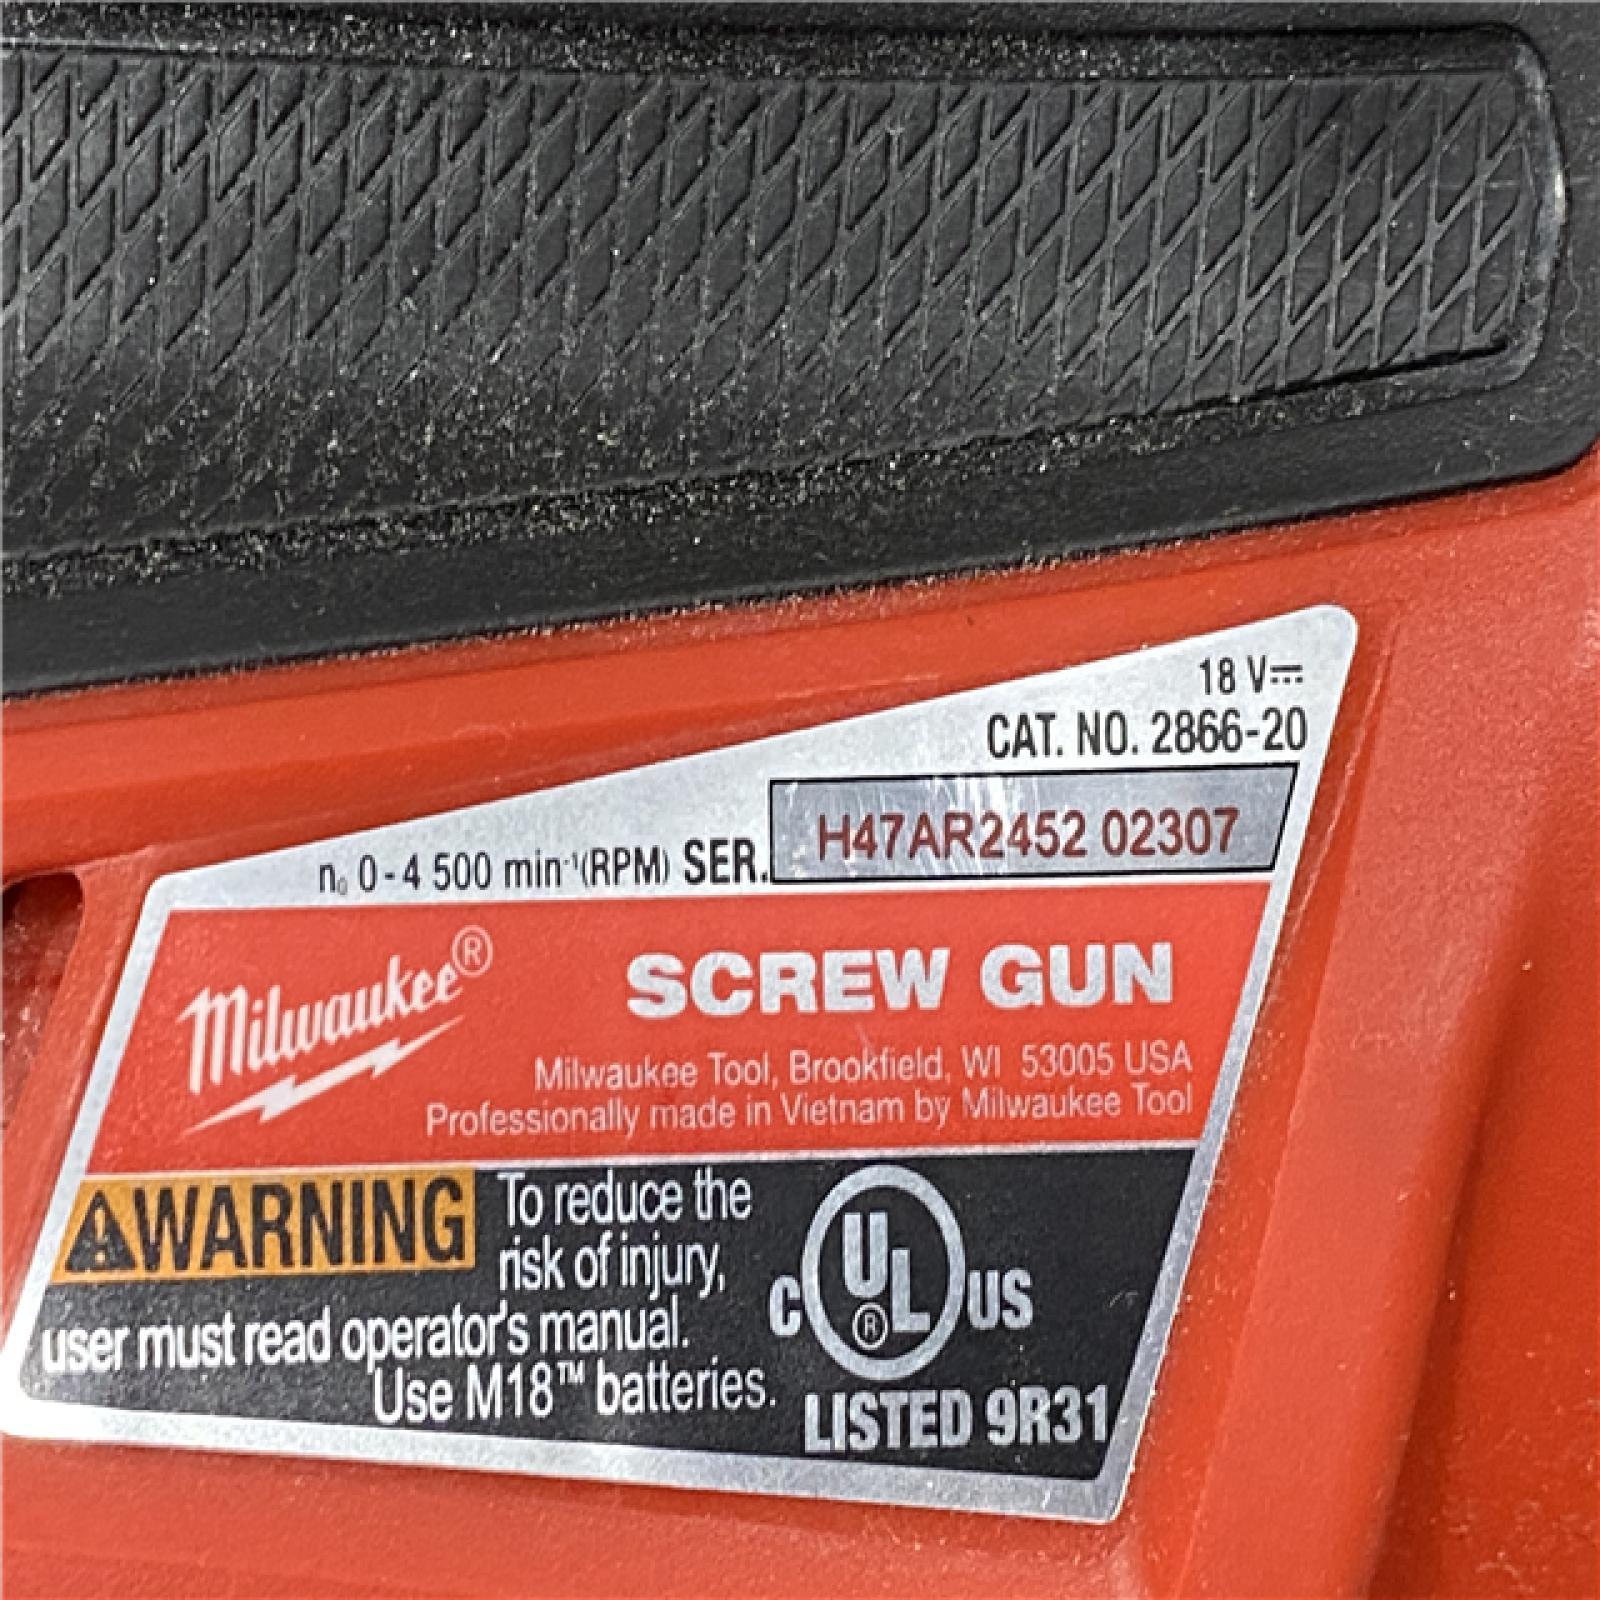 18 V⎓
CAT. NO. 2866-20
n₀ 0-4 500 min⁻¹(RPM) SER. H47AR2452 02307
Milwaukee® SCREW GUN
Milwaukee Tool, Brookfield, WI 53005 USA
Professionally made in Vietnam by Milwaukee Tool
⚠WARNING To reduce the
risk of injury,
user must read operator's manual.
Use M18™ batteries.
C UL® US
LISTED 9R31